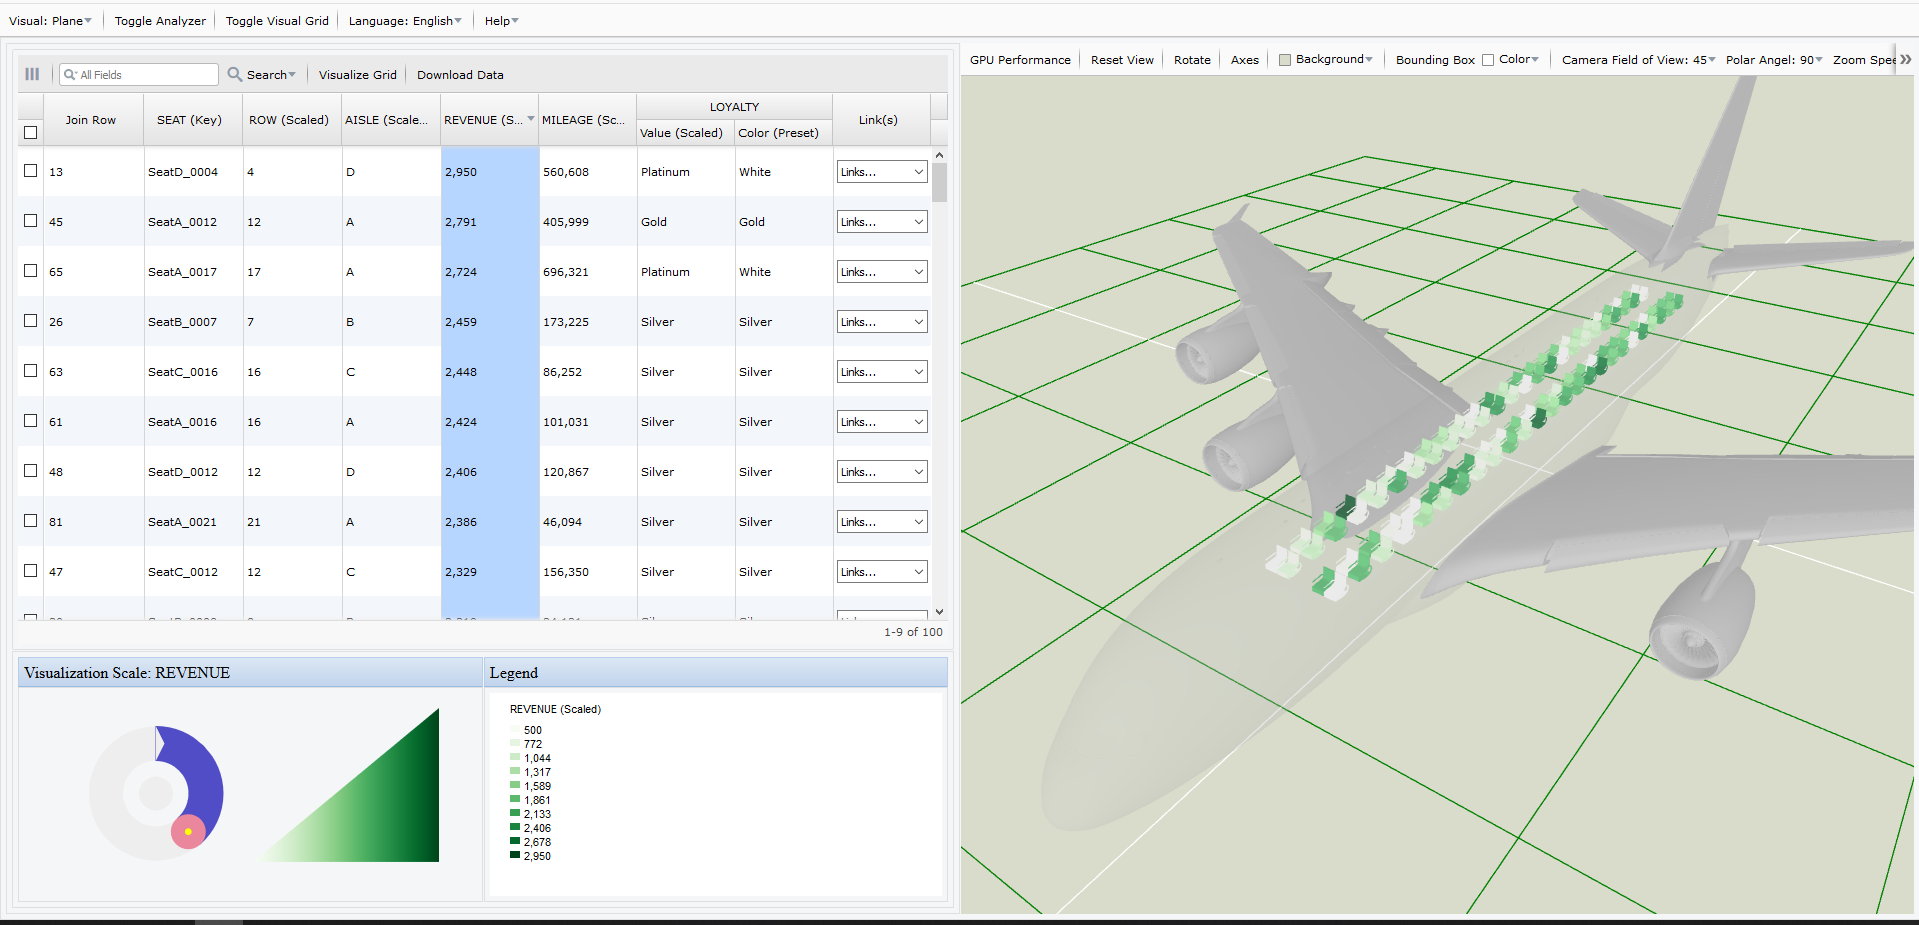 Visual: Plane Toggle Analyzer Toggle Visual Grid Language: English Help
All Fields Search Visualize Grid Download Data
Join Row SEAT (Key) ROW (Scaled) AISLE (Scale... REVENUE (S... MILEAGE (Sc... LOYALTY Link(s)
Value (Scaled) Color (Preset)
13 SeatD_0004 4 D 2,950 560,608 Platinum White Links...
45 SeatA_0012 12 A 2,791 405,999 Gold Gold Links...
65 SeatA_0017 17 A 2,724 696,321 Platinum White Links...
26 SeatB_0007 7 B 2,459 173,225 Silver Silver Links...
63 SeatC_0016 16 C 2,448 86,252 Silver Silver Links...
61 SeatA_0016 16 A 2,424 101,031 Silver Silver Links...
48 SeatD_0012 12 D 2,406 120,867 Silver Silver Links...
81 SeatA_0021 21 A 2,386 46,094 Silver Silver Links...
47 SeatC_0012 12 C 2,329 156,350 Silver Silver Links...
1-9 of 100
Visualization Scale: REVENUE
Legend
REVENUE (Scaled)
500
772
1,044
1,317
1,589
1,861
2,133
2,406
2,678
2,950
GPU Performance Reset View Rotate Axes Background Bounding Box Color Camera Field of View: 45 Polar Angel: 90 Zoom Spee